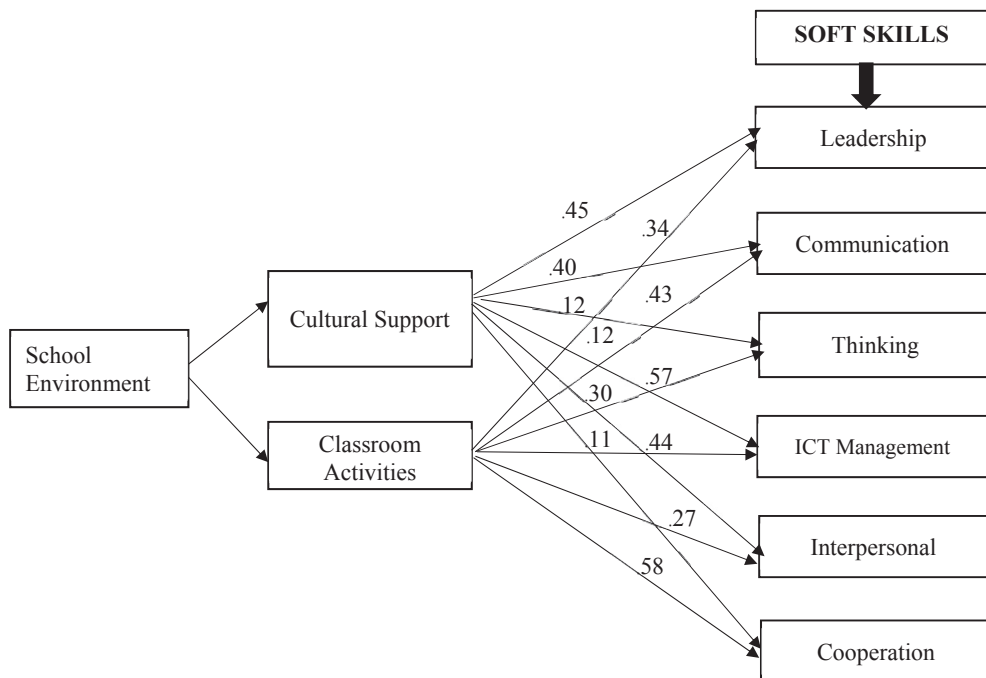 SOFT SKILLS
Leadership
.45
.34
Communication
.40
.43
Cultural Support
.12
.12
Thinking
School
Environment
.57
.30
Classroom
Activities
.11
.44
ICT Management
.27
Interpersonal
.58
Cooperation